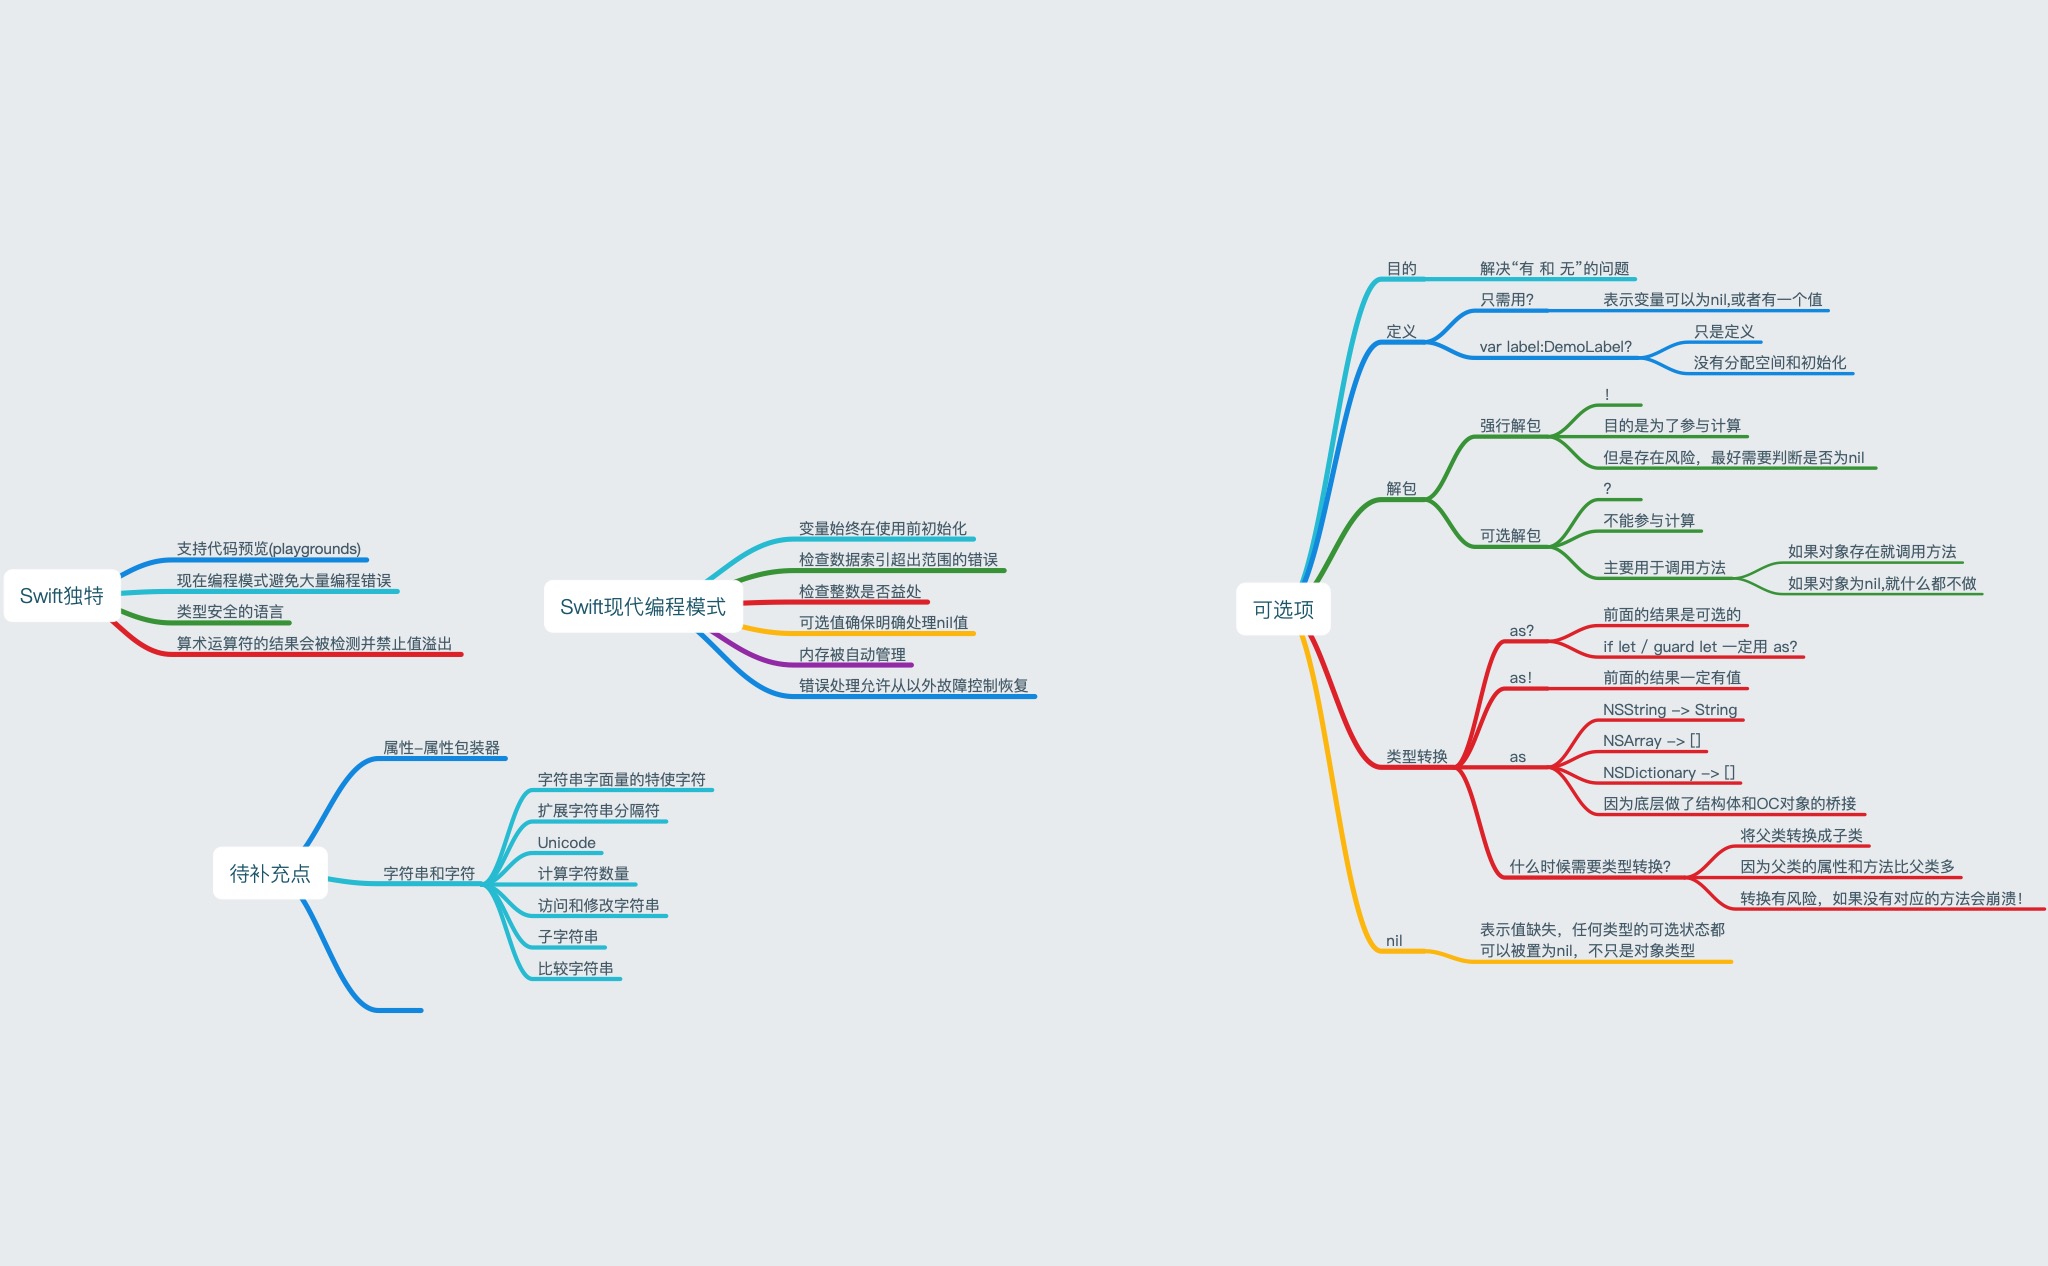 Swift独特
支持代码预览(playgrounds)
现在编程模式避免大量编程错误
类型安全的语言
算术运算符的结果会被检测并禁止值溢出
Swift现代编程模式
变量始终在使用前初始化
检查数据索引超出范围的错误
检查整数是否益处
可选值确保明确处理nil值
内存被自动管理
错误处理允许从以外故障控制恢复
待补充点
属性-属性包装器
字符串和字符
字符串字面量的特使字符
扩展字符串分隔符
Unicode
计算字符数量
访问和修改字符串
子字符串
比较字符串
可选项
目的
解决“有 和 无”的问题
定义
只需用?
表示变量可以为nil,或者有一个值
var label:DemoLabel?
只是定义
没有分配空间和初始化
解包
强行解包
!
目的是为了参与计算
但是存在风险，最好需要判断是否为nil
可选解包
?
不能参与计算
主要用于调用方法
如果对象存在就调用方法
如果对象为nil,就什么都不做
类型转换
as?
前面的结果是可选的
if let / guard let 一定用 as?
as!
前面的结果一定有值
as
NSString -> String
NSArray -> []
NSDictionary -> []
因为底层做了结构体和OC对象的桥接
什么时候需要类型转换?
将父类转换成子类
因为父类的属性和方法比父类多
转换有风险，如果没有对应的方法会崩溃!
nil
表示值缺失，任何类型的可选状态都
可以被置为nil，不只是对象类型